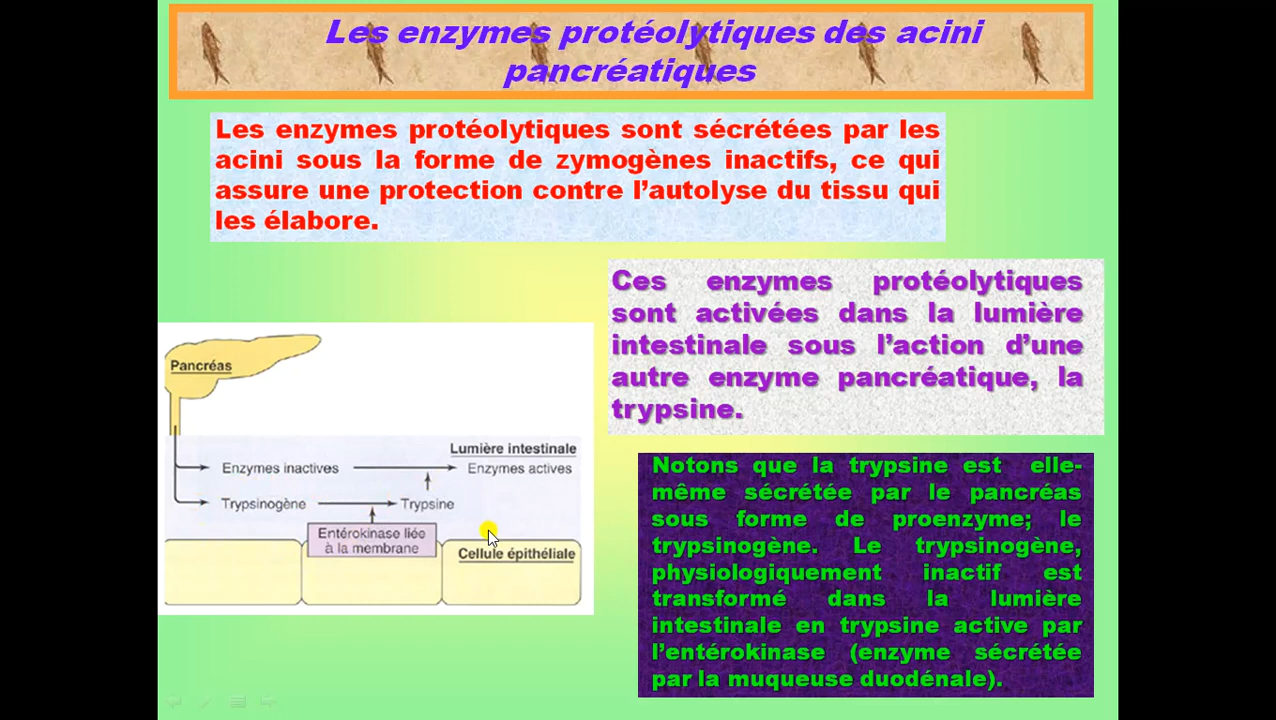 Les enzymes protéolytiques des acini
pancréatiques
Les enzymes protéolytiques sont sécrétées par les
acini sous la forme de zymogènes inactifs, ce qui
assure une protection contre l'autolyse du tissu qui
les élabore.
Ces enzymes protéolytiques
sont activées dans la lumière
intestinale sous l'action d'une
autre enzyme pancréatique, la
trypsine.
Pancréas
Lumière intestinale
Enzymes inactives
Enzymes actives
Trypsinogène
Trypsine
Entérokinase liée
à la membrane
Cellule épithéliale
Notons que la trypsine est elle-
même sécrétée par le pancréas
sous forme de proenzyme; le
trypsinogène. Le trypsinogène,
physiologiquement inactif est
transformé dans la lumière
intestinale en trypsine active par
l'entérokinase (enzyme sécrétée
par la muqueuse duodénale).